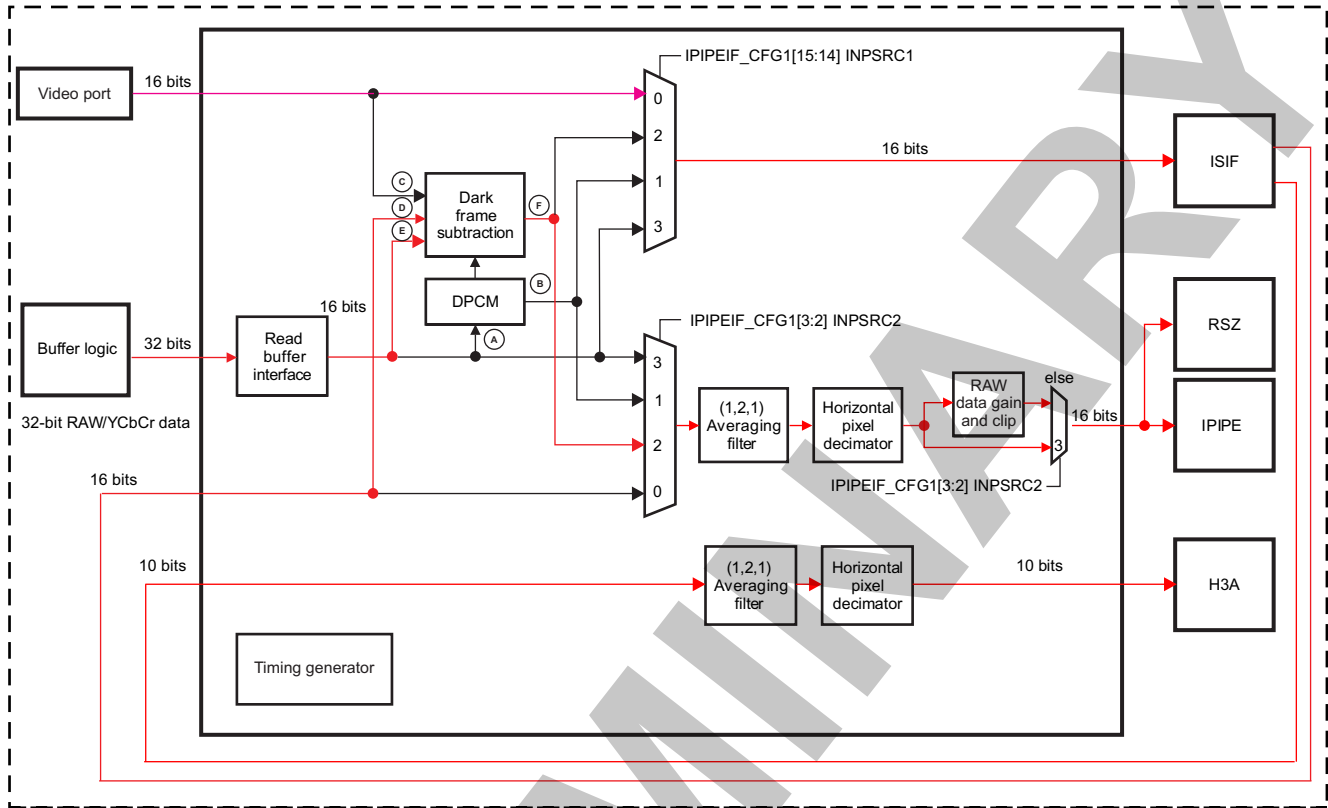 IPIPEIF_CFG1[15:14] INPSRC1
16 bits
Video port
0
2
16 bits
ISIF
C
D
E
Dark
frame
subtraction
F
1
3
DPCM
B
A
16 bits
Buffer logic
32 bits
Read
buffer
interface
32-bit RAW/YCbCr data
IPIPEIF_CFG1[3:2] INPSRC2
3
1
2
0
(1,2,1)
Averaging
filter
Horizontal
pixel
decimator
RAW
data gain
and clip
else
3
16 bits
IPIPEIF_CFG1[3:2] INPSRC2
RSZ
IPIPE
16 bits
10 bits
(1,2,1)
Averaging
filter
Horizontal
pixel
decimator
10 bits
H3A
Timing generator
MINARY